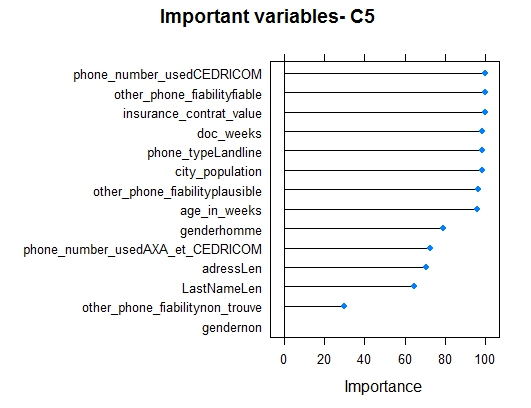 Important variables- C5
phone_number_usedCEDRICOM
other_phone_fiabilityfiable
insurance_contrat_value
doc_weeks
phone_typeLandline
city_population
other_phone_fiabilityplausible
age_in_weeks
genderhomme
phone_number_usedAXA_et_CEDRICOM
adressLen
LastNameLen
other_phone_fiabilitynon_trouve
gendernon
0 20 40 60 80 100
Importance